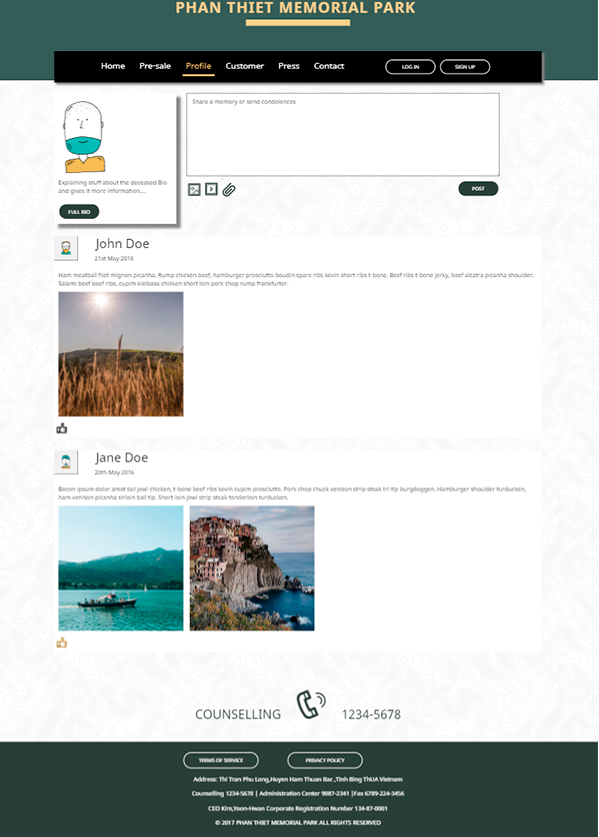 PHAN THIET MEMORIAL PARK
Home Pre-sale Profile Customer Press Contact LOG IN SIGN UP
Share a memory or send condolences
Explaining stuff about the deceased Bio
and gives it more information....
FULL BIO
POST
John Doe
21st May 2016
Ham meatball filet mignon picanha. Rump chicken beef, hamburger prosciutto boudin spare ribs kevin short ribs t-bone. Beef ribs t-bone jerky, beef alcatra picanha shoulder.
Salami beef beef ribs, cupim kielbasa chicken short loin pork chop rump frankfurter.
Jane Doe
20th May 2016
Bacon ipsum dolor amet tail jowl chicken, t-bone beef ribs kevin cupim prosciutto. Pork chop chuck venison strip steak tri-tip burgdoggen. Hamburger shoulder turducken,
ham venison picanha sirloin ball tip. Short loin jowl strip steak tenderloin turducken.
COUNSELLING 1234-5678
TERMS OF SERVICE PRIVACY POLICY
Address: Thi Tran Phu Long,Huyen Ham Thuan Bac ,Tinh Bing ThUA Vietnam
Counselling 1234-5678 | Administration Center 9087-2341 |Fax 6789-224-3456
CEO Kim,Yeon-Hwan Corporate Registration Number 134-87-0001
© 2017 PHAN THIET MEMORIAL PARK ALL RIGHTS RESERVED